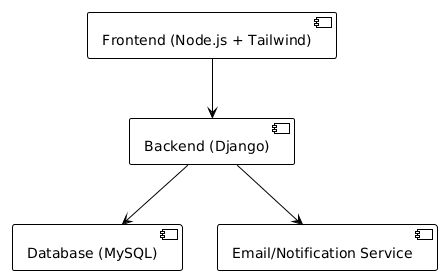 Frontend (Node.js + Tailwind)
Backend (Django)
Database (MySQL)
Email/Notification Service